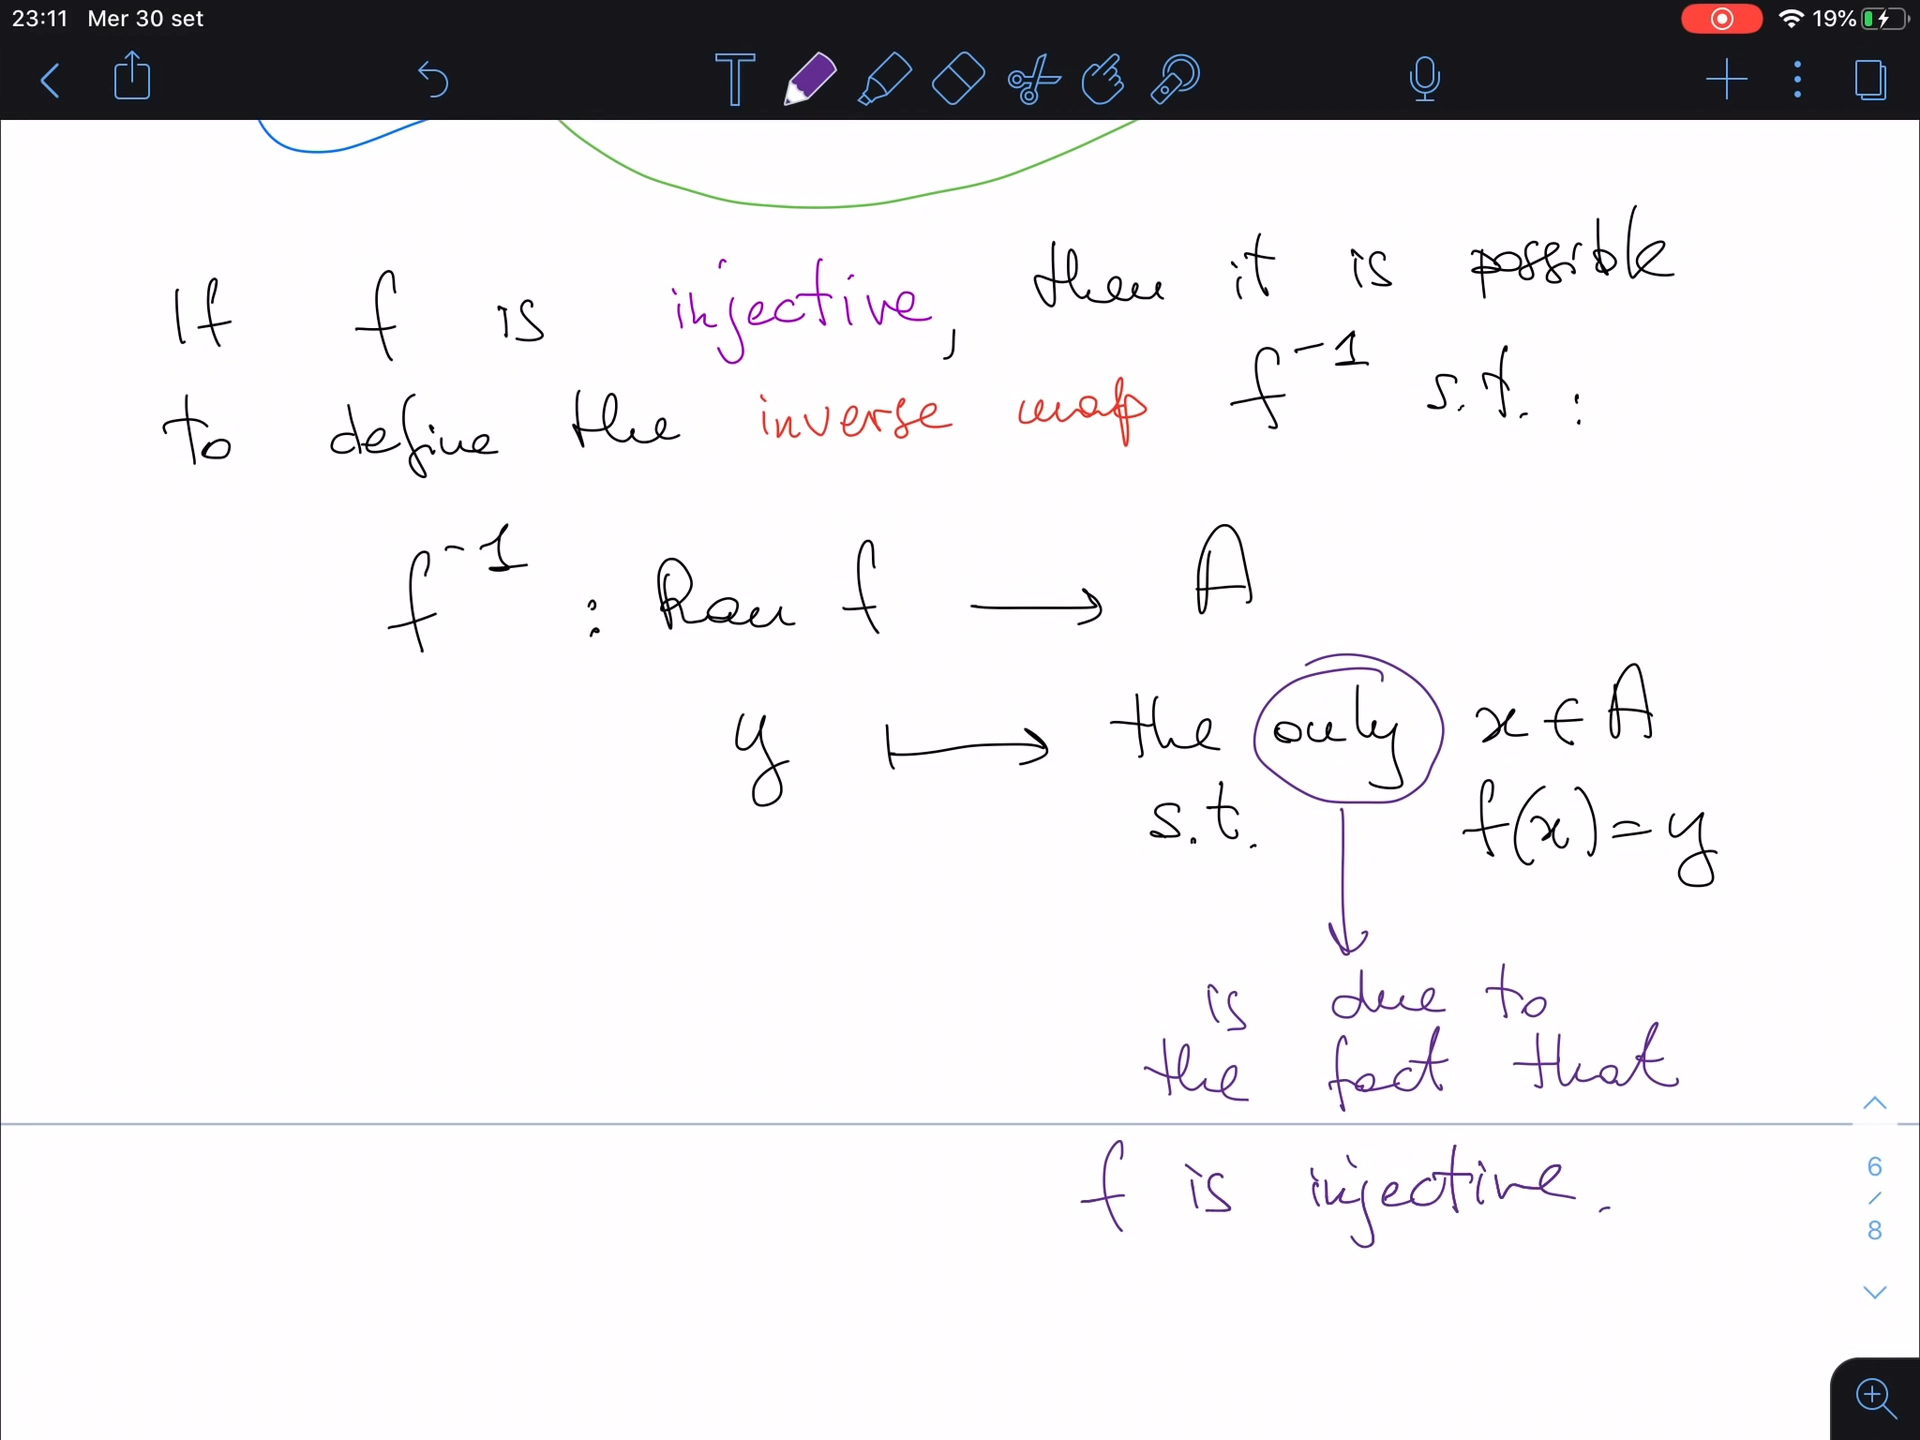 23:11 Mer 30 set 19%
If f is injective, then it is possible
to define the inverse map f⁻¹ s.t. :
f⁻¹ : Ran f ⟶ A
y ⟼ the only x ∈ A
s.t. f(x) = y
is due to
the fact that
f is injective.
6
/
8